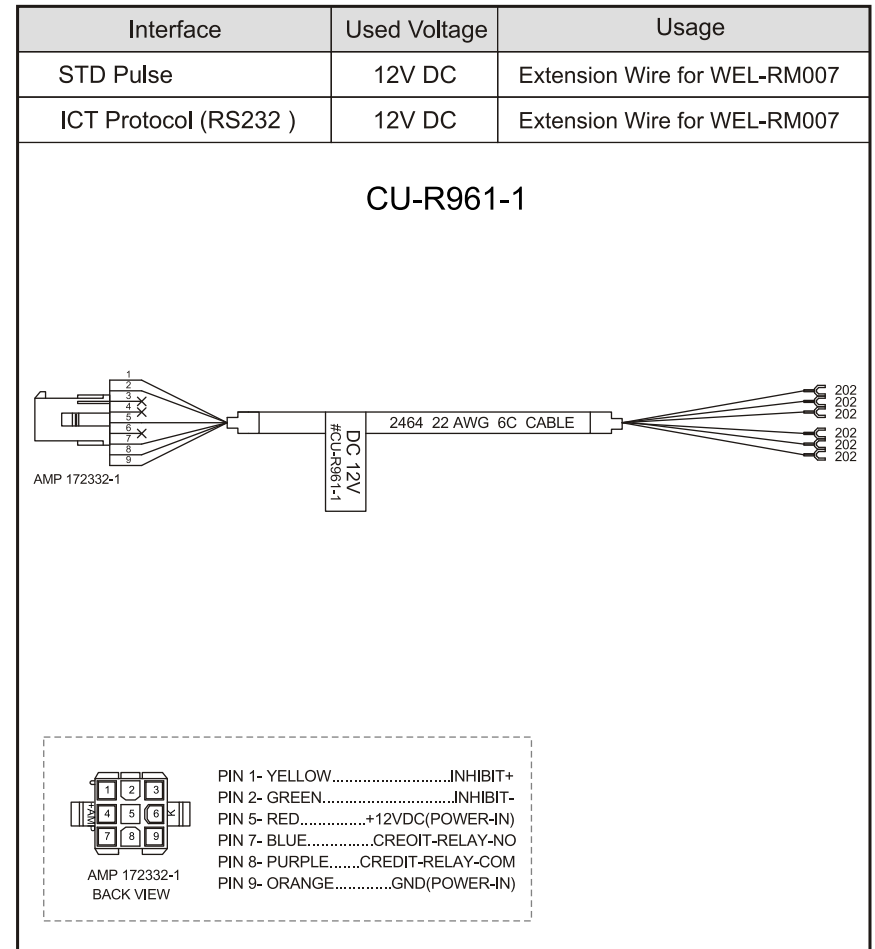 Interface Used Voltage Usage
STD Pulse 12V DC Extension Wire for WEL-RM007
ICT Protocol (RS232 ) 12V DC Extension Wire for WEL-RM007
CU-R961-1
1
2
3
4
5
6
7
8
9
AMP 172332-1
DC 12V
#CU-R961-1
2464 22 AWG 6C CABLE
202
202
202
202
202
202
1 2 3
4 5 6
7 8 9
+AMP
K
AMP 172332-1
BACK VIEW
PIN 1- YELLOW..........................INHIBIT+
PIN 2- GREEN.............................INHIBIT-
PIN 5- RED..............+12VDC(POWER-IN)
PIN 7- BLUE..............CREOIT-RELAY-NO
PIN 8- PURPLE.......CREDIT-RELAY-COM
PIN 9- ORANGE.............GND(POWER-IN)